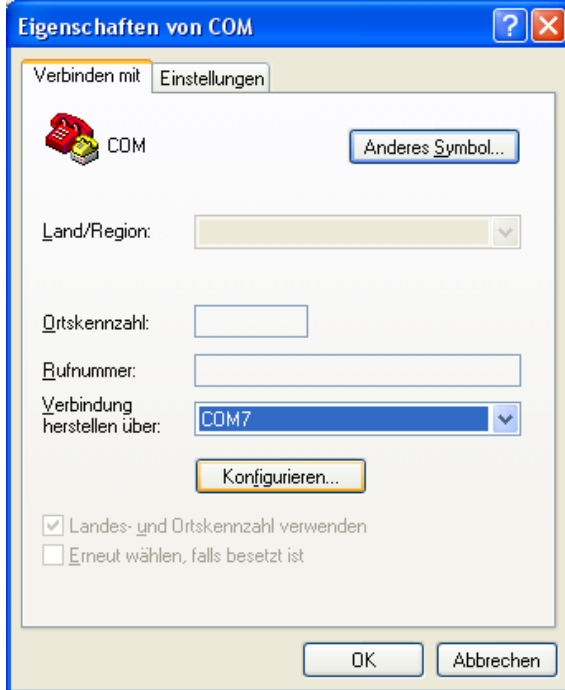 Eigenschaften von COM
?
X
Verbinden mit
Einstellungen
COM
Anderes Symbol...
Land/Region:
Ortskennzahl:
Rufnummer:
Verbindung
herstellen über:
COM7
Konfigurieren...
Landes- und Ortskennzahl verwenden
Erneut wählen, falls besetzt ist
OK
Abbrechen